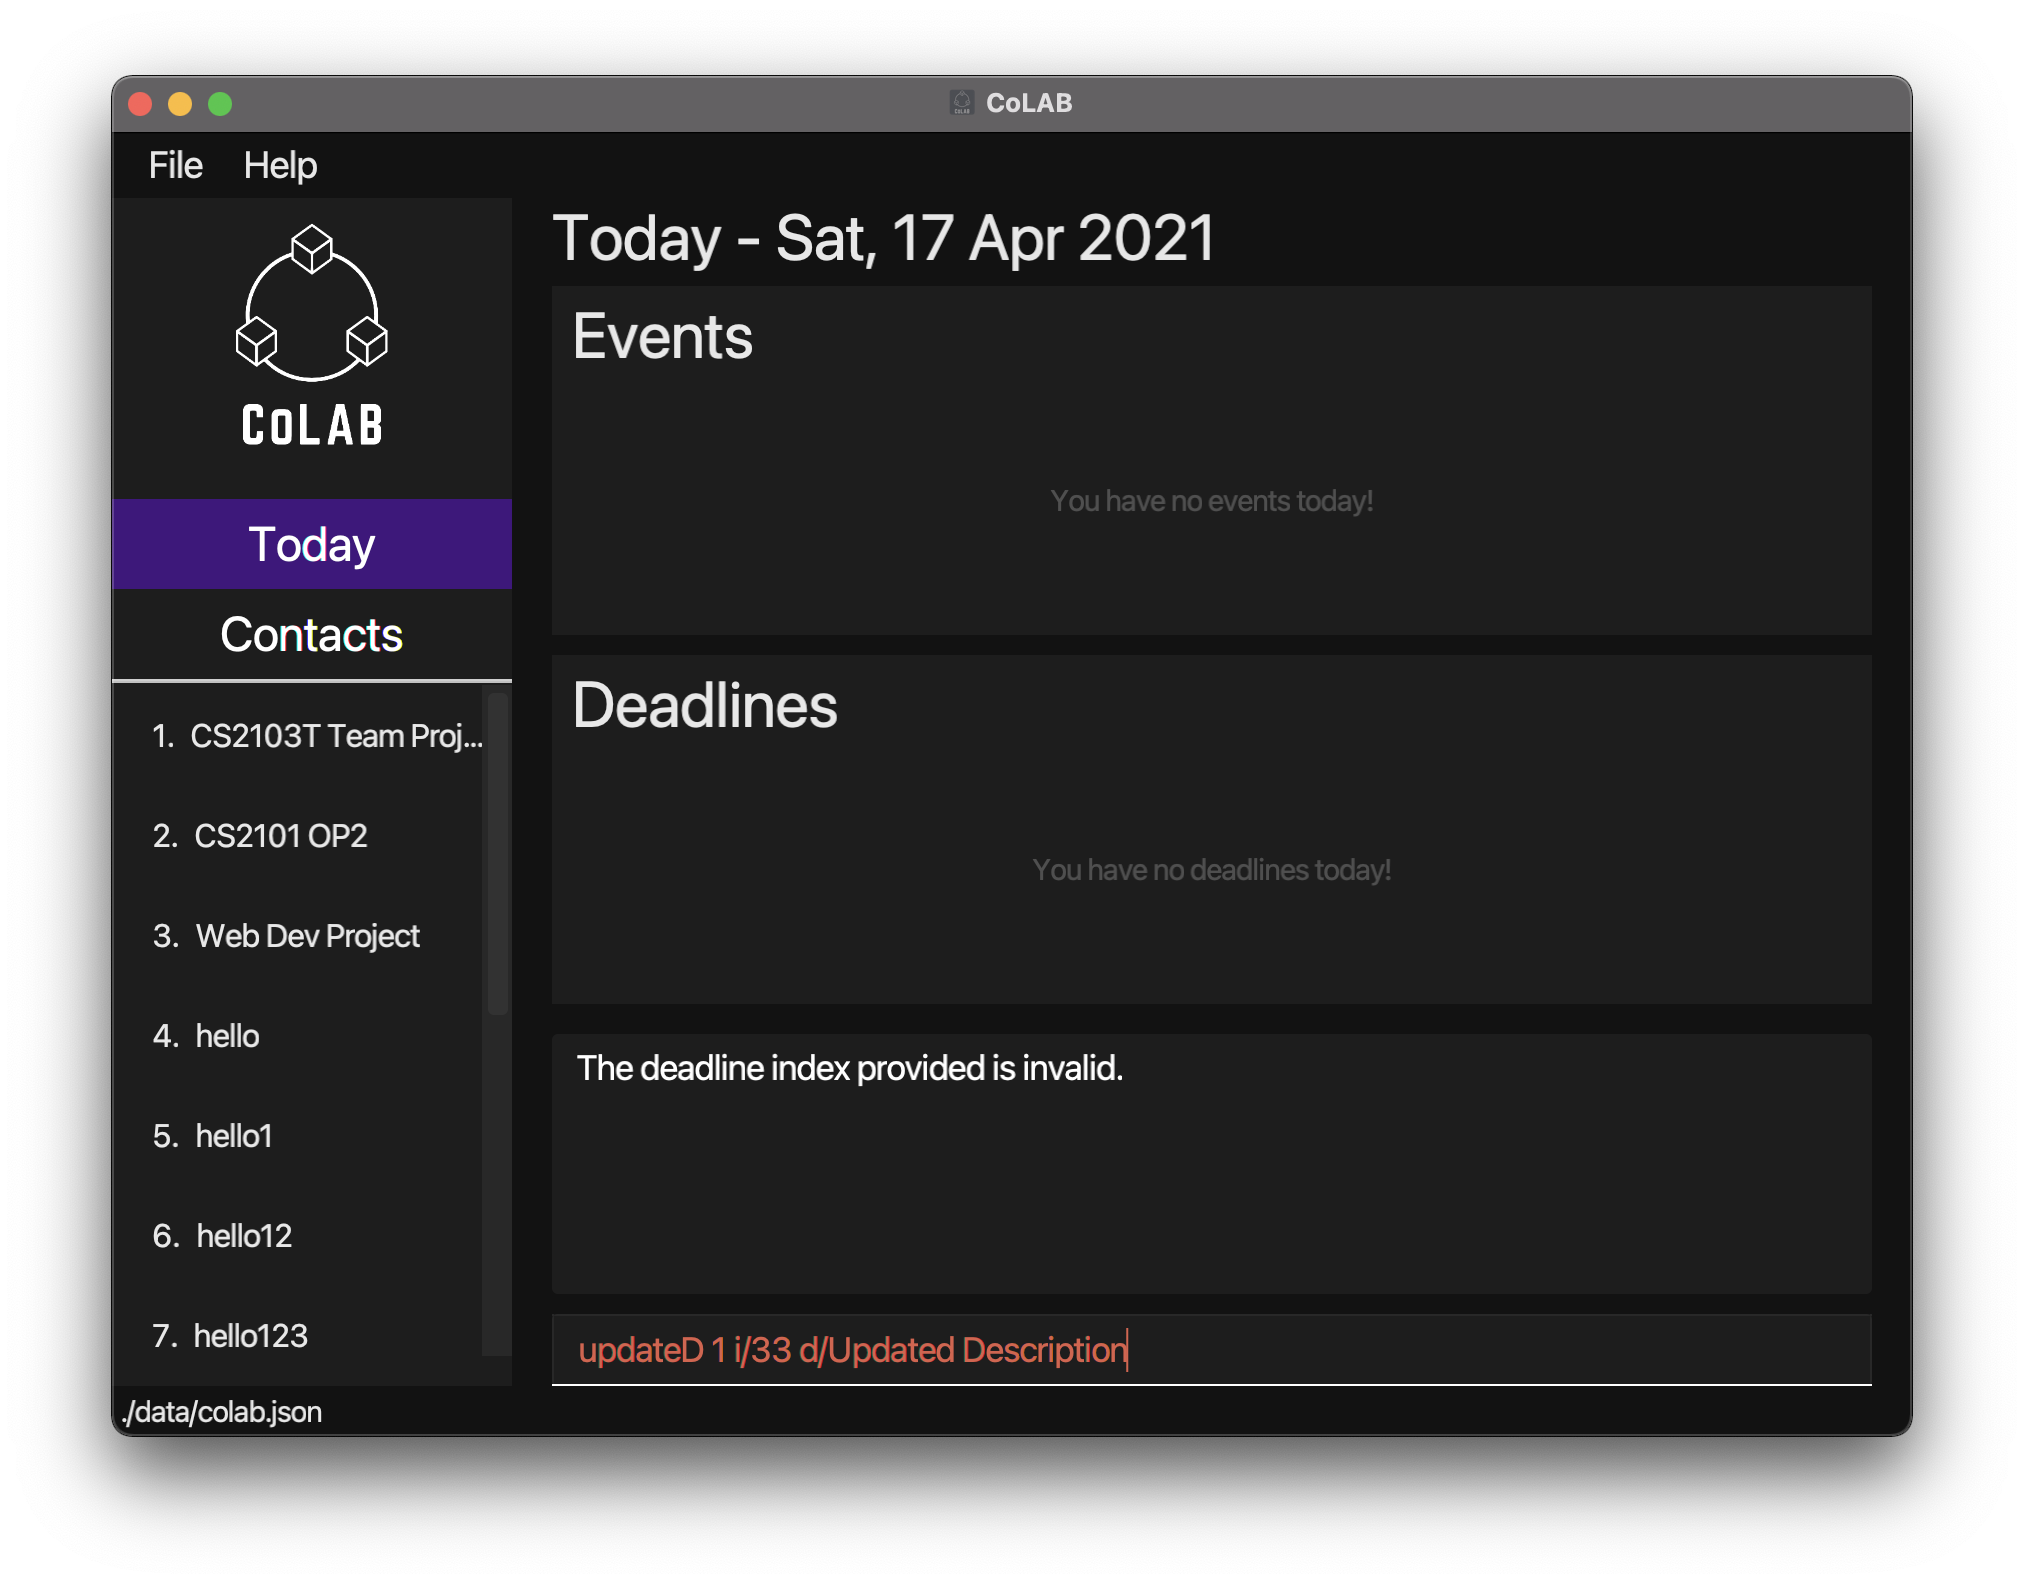 CoLAB
File Help
CoLAB
Today
Contacts
1. CS2103T Team Proj...
2. CS2101 OP2
3. Web Dev Project
4. hello
5. hello1
6. hello12
7. hello123
Today - Sat, 17 Apr 2021
Events
You have no events today!
Deadlines
You have no deadlines today!
The deadline index provided is invalid.
updateD 1 i/33 d/Updated Description
./data/colab.json